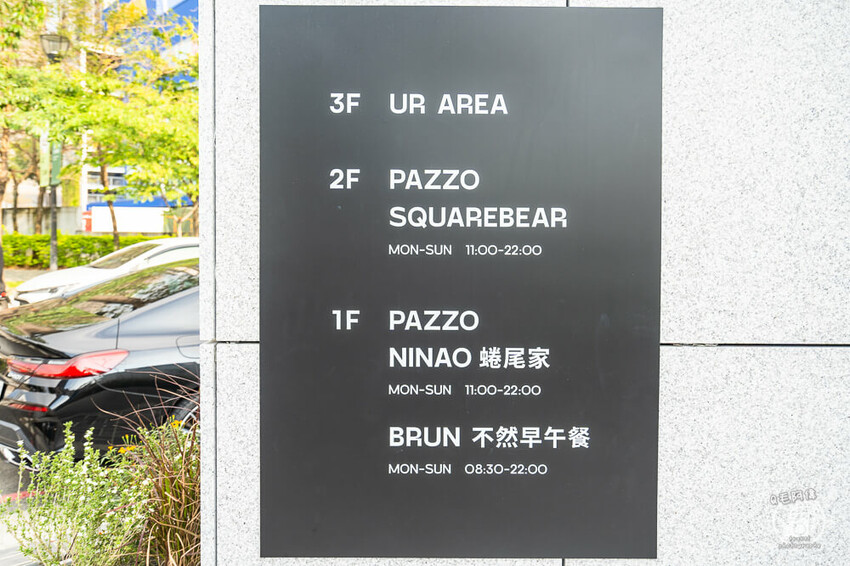 3F UR AREA
2F PAZZO
SQUAREBEAR
MON-SUN 11:00-22:00
1F PAZZO
NINAO 蜷尾家
MON-SUN 11:00-22:00
BRUN 不然早午餐
MON-SUN 08:30-22:00